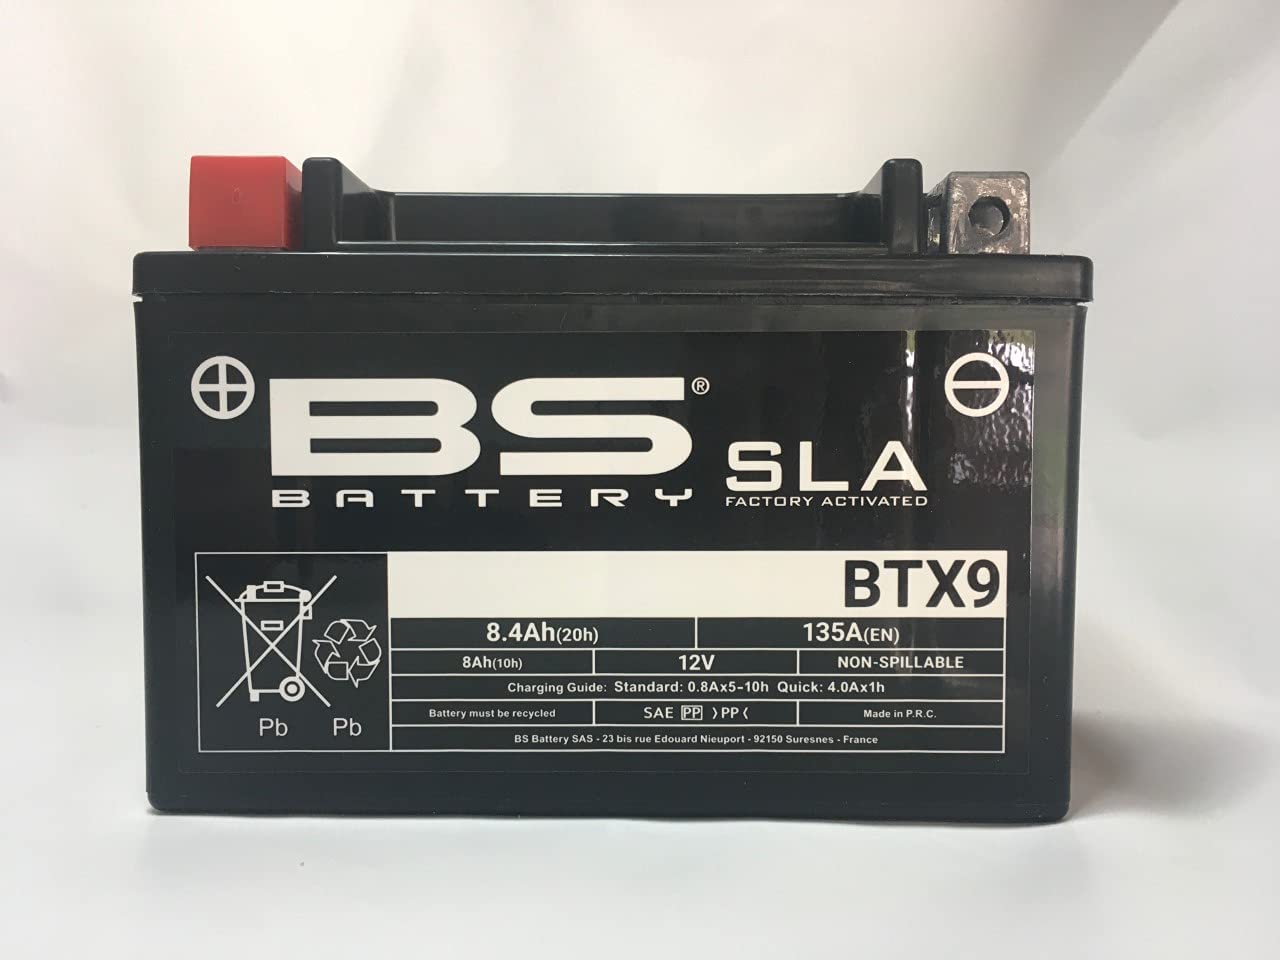 BS®
BATTERY
SLA
FACTORY ACTIVATED
BTX9
8.4Ah(20h) 135A(EN)
8Ah(10h) 12V NON-SPILLABLE
Charging Guide: Standard: 0.8Ax5-10h Quick: 4.0Ax1h
Battery must be recycled SAE PP >PP< Made in P.R.C.
BS Battery SAS - 23 bis rue Edouard Nieuport - 92150 Suresnes - France
Pb Pb